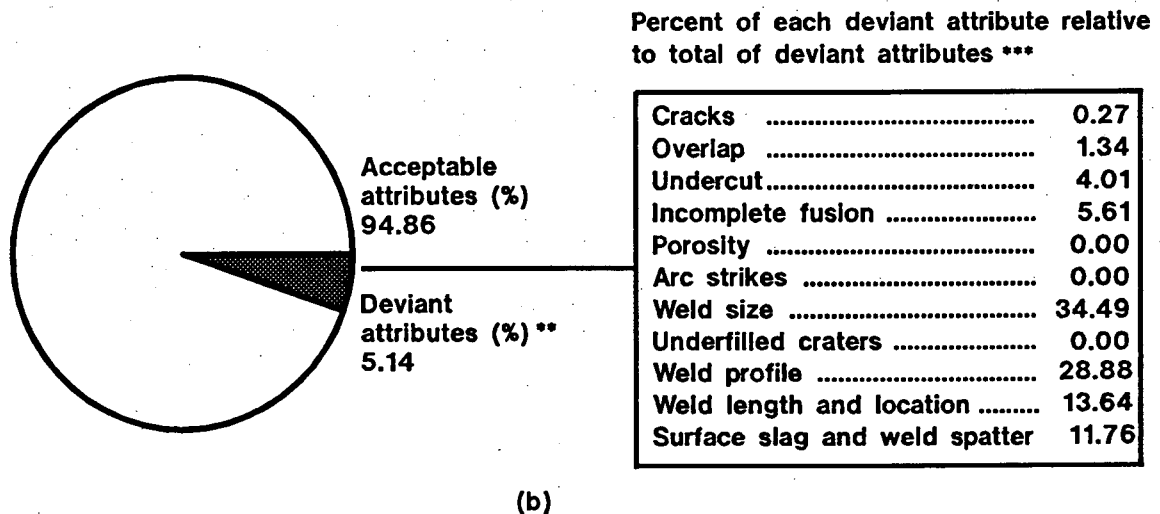 Percent of each deviant attribute relative
to total of deviant attributes ***
Acceptable
attributes (%)
94.86
Deviant
attributes (%) **
5.14
Cracks ........................................ 0.27
Overlap ........................................ 1.34
Undercut........................................ 4.01
Incomplete fusion ...................... 5.61
Porosity ........................................ 0.00
Arc strikes .................................. 0.00
Weld size .................................... 34.49
Underfilled craters ..................... 0.00
Weld profile ................................ 28.88
Weld length and location ......... 13.64
Surface slag and weld spatter 11.76
(b)